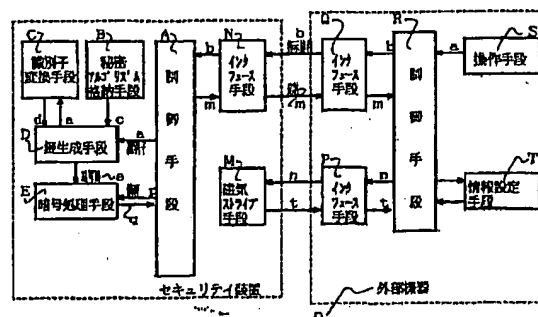 C
識別子
変換手段
B
秘密
アルゴリズム
格納手段
A
制御手段
N
インタ
フェース
手段
Q
インタ
フェース
手段
R
制御手段
S
操作手段
b
m
b
m
b
m
a
d
a
c
D
鍵生成手段
a
識別子
e
E
暗号処理手段
M
磁気
ストライプ
手段
n
t
P
インタ
フェース
手段
n
t
T
情報設定
手段
セキュリティ装置
外部機器